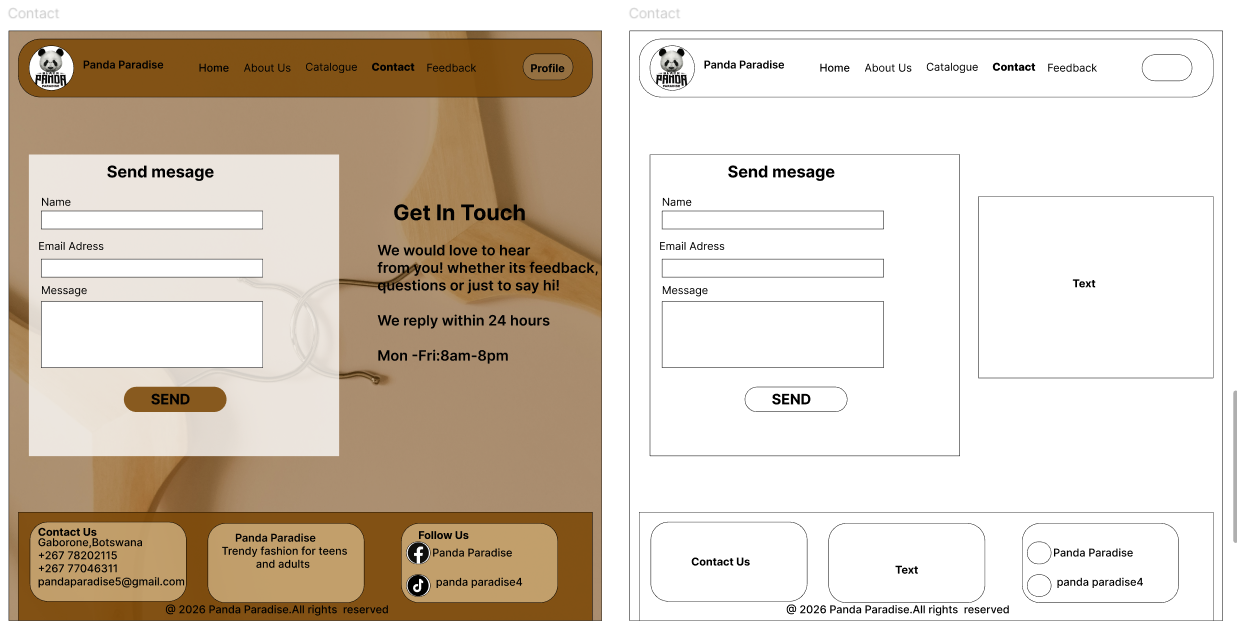 Contact
PANDA
PARADISE
Panda Paradise
Home
About Us
Catalogue
Contact
Feedback
Profile
Send mesage
Name
Email Adress
Message
SEND
Get In Touch
We would love to hear
from you! whether its feedback,
questions or just to say hi!
We reply within 24 hours
Mon -Fri:8am-8pm
Contact Us
Gaborone,Botswana
+267 78202115
+267 77046311
pandaparadise5@gmail.com
Panda Paradise
Trendy fashion for teens
and adults
Follow Us
Panda Paradise
panda paradise4
@ 2026 Panda Paradise.All rights  reserved
Contact
PANDA
PARADISE
Panda Paradise
Home
About Us
Catalogue
Contact
Feedback
Send mesage
Name
Email Adress
Message
SEND
Text
Contact Us
Text
Panda Paradise
panda paradise4
@ 2026 Panda Paradise.All rights  reserved